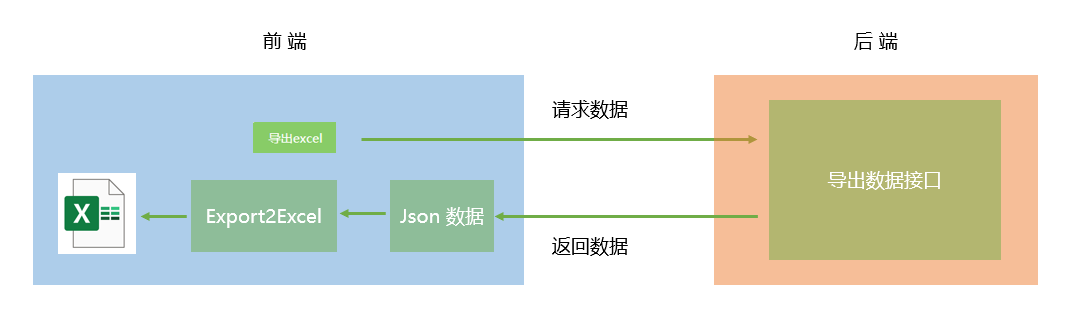 前 端
后 端
请求数据
导出excel
导出数据接口
X
Export2Excel
Json 数据
返回数据